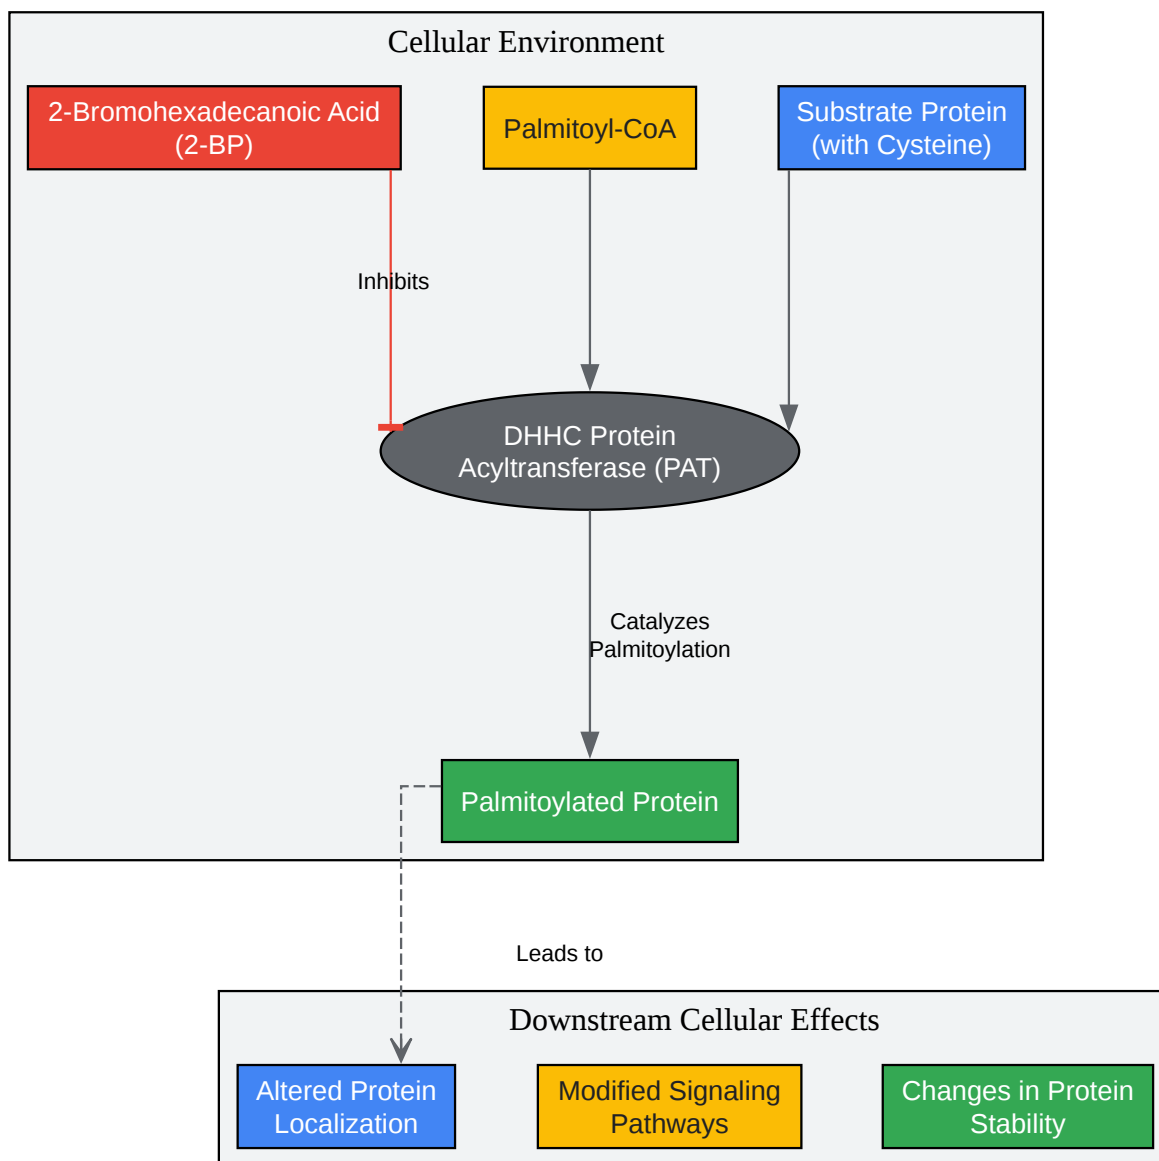 Cellular Environment
2-Bromohexadecanoic Acid
(2-BP)
Palmitoyl-CoA
Substrate Protein
(with Cysteine)
Inhibits
DHHC Protein
Acyltransferase (PAT)
Catalyzes
Palmitoylation
Palmitoylated Protein
Leads to
Downstream Cellular Effects
Altered Protein
Localization
Modified Signaling
Pathways
Changes in Protein
Stability